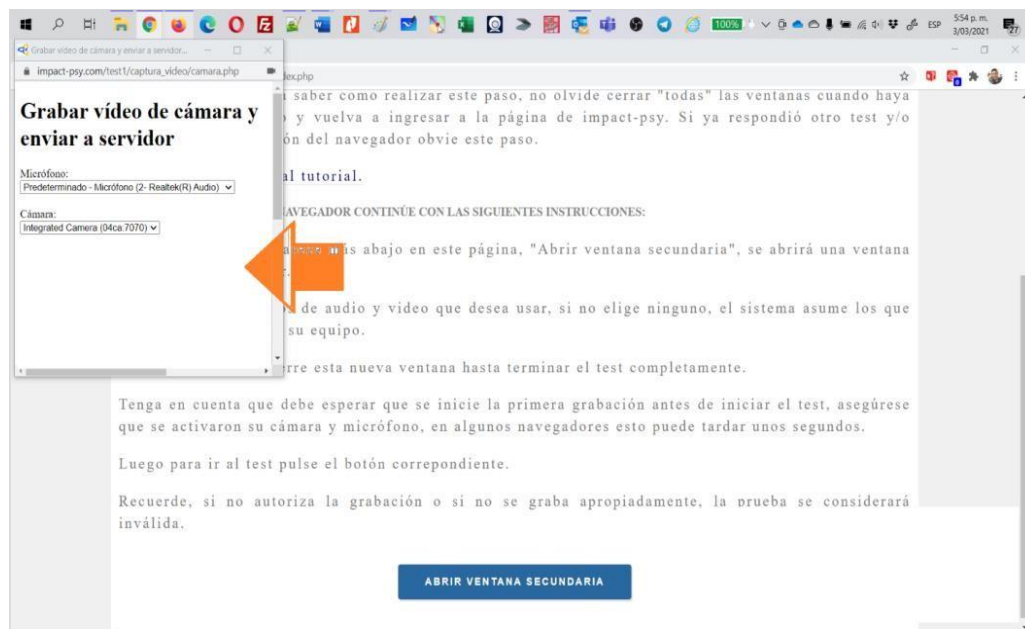 100%
ESP
5:54 p. m.
3/03/2021
27
Grabar vídeo de cámara y enviar a servidor...
impact-psy.com/test1/captura_video/camara.php
Grabar vídeo de cámara y
enviar a servidor
Micrófono:
Predeterminado - Micrófono (2- Realtek(R) Audio)
Cámara:
Integrated Camera (04ca:7070)
dex.php
saber como realizar este paso, no olvide cerrar "todas" las ventanas cuando haya
y vuelva a ingresar a la página de impact-psy. Si ya respondió otro test y/o
ón del navegador obvie este paso.
al tutorial.
NAVEGADOR CONTINÚE CON LAS SIGUIENTES INSTRUCCIONES:
más abajo en este página, "Abrir ventana secundaria", se abrirá una ventana
de audio y video que desea usar, si no elige ninguno, el sistema asume los que
su equipo.
erre esta nueva ventana hasta terminar el test completamente.
Tenga en cuenta que debe esperar que se inicie la primera grabación antes de iniciar el test, asegúrese
que se activaron su cámara y micrófono, en algunos navegadores esto puede tardar unos segundos.
Luego para ir al test pulse el botón correpondiente.
Recuerde, si no autoriza la grabación o si no se graba apropiadamente, la prueba se considerará
inválida.
ABRIR VENTANA SECUNDARIA